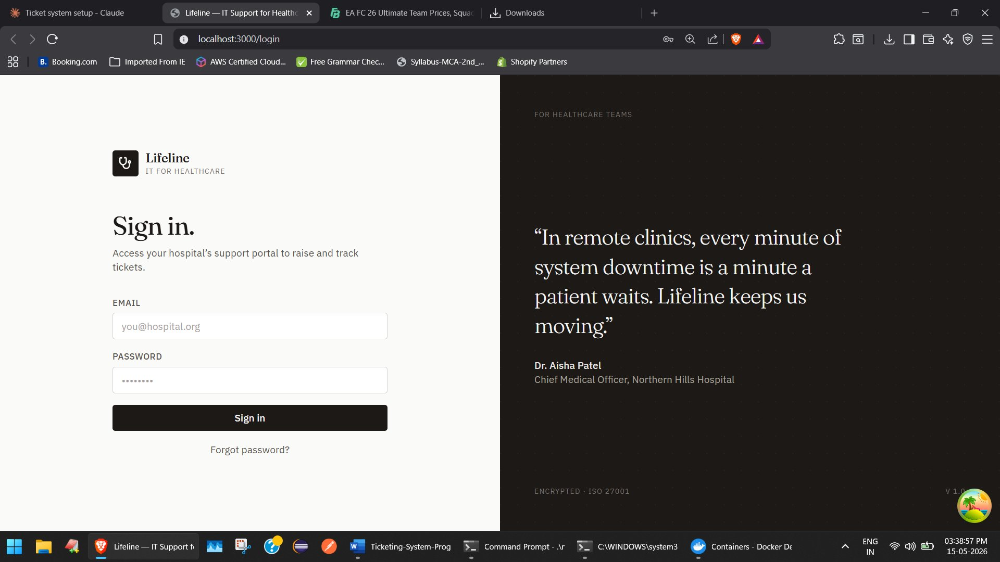 Ticket system setup - Claude
Lifeline — IT Support for Healthc
EA FC 26 Ultimate Team Prices, Squac
Downloads
localhost:3000/login
B. Booking.com
Imported From IE
AWS Certified Cloud...
Free Grammar Chec...
Syllabus-MCA-2nd_...
Shopify Partners
Lifeline
IT FOR HEALTHCARE
Sign in.
Access your hospital’s support portal to raise and track
tickets.
EMAIL
you@hospital.org
PASSWORD
••••••••
Sign in
Forgot password?
FOR HEALTHCARE TEAMS
“In remote clinics, every minute of
system downtime is a minute a
patient waits. Lifeline keeps us
moving.”
Dr. Aisha Patel
Chief Medical Officer, Northern Hills Hospital
ENCRYPTED · ISO 27001
V 1.0
Lifeline — IT Support f
Ticketing-System-Prog
Command Prompt - .\r
C:\WINDOWS\system3
Containers - Docker De
ENG
IN
03:38:57 PM
15-05-2026